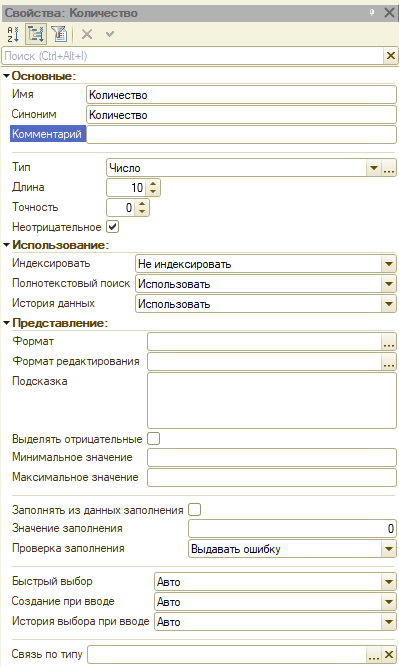 Свойства: Количество
Поиск (Ctrl+Alt+I)
Основные:
Имя Количество
Синоним Количество
Комментарий
Тип Число
Длина 10
Точность 0
Неотрицательное
Использование:
Индексировать Не индексировать
Полнотекстовый поиск Использовать
История данных Использовать
Представление:
Формат
Формат редактирования
Подсказка
Выделять отрицательные
Минимальное значение
Максимальное значение
Заполнять из данных заполнения
Значение заполнения 0
Проверка заполнения Выдавать ошибку
Быстрый выбор Авто
Создание при вводе Авто
История выбора при вводе Авто
Связь по типу